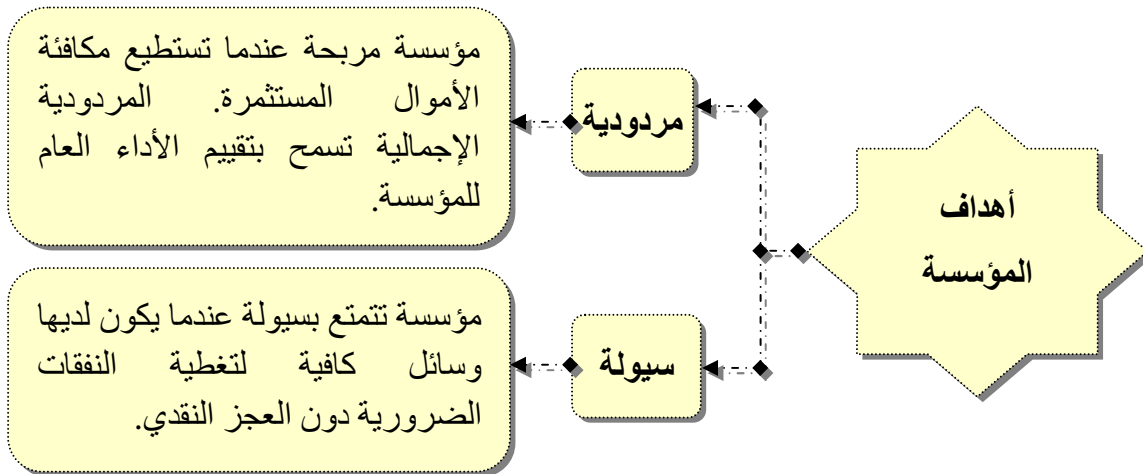 أهداف
المؤسسة
مردودية
مؤسسة مربحة عندما تستطيع مكافئة
الأموال المستثمرة. المردودية
الإجمالية تسمح بتقييم الأداء العام
للمؤسسة.
سيولة
مؤسسة تتمتع بسيولة عندما يكون لديها
وسائل كافية لتغطية النفقات
الضرورية دون العجز النقدي.